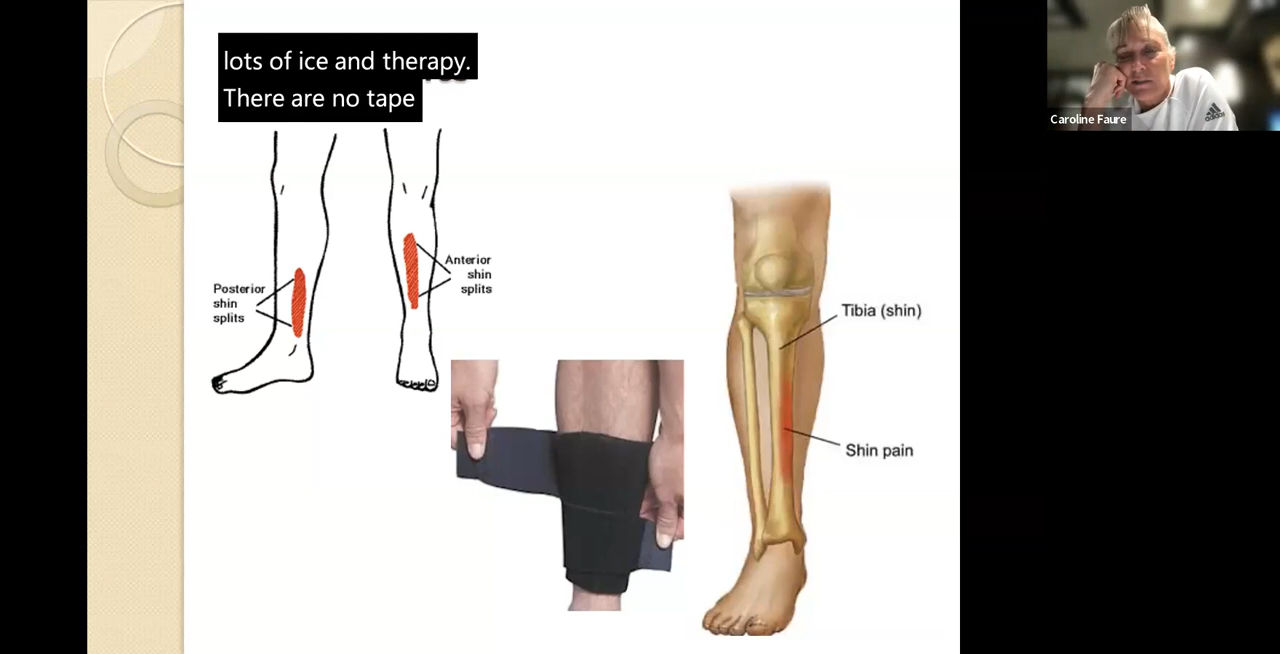 lots of ice and therapy.
There are no tape
Caroline Faure
adidas
Posterior
shin
splits
Anterior
shin
splits
Tibia (shin)
Shin pain